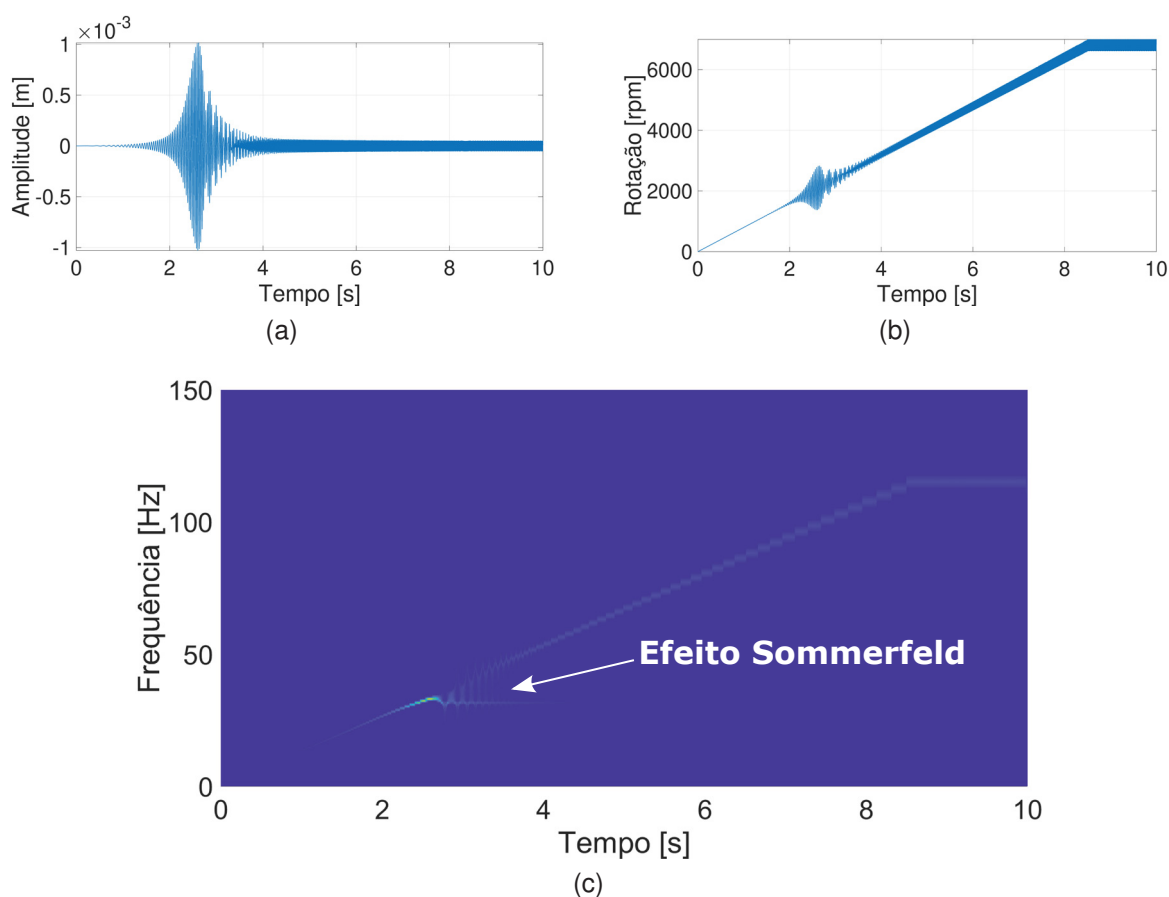 ×10⁻³
1
0.5
0
-0.5
-1
Amplitude [m]
0 2 4 6 8 10
Tempo [s]
(a)
6000
4000
2000
0
Rotação [rpm]
0 2 4 6 8 10
Tempo [s]
(b)
150
100
50
0
Frequência [Hz]
Efeito Sommerfeld
0 2 4 6 8 10
Tempo [s]
(c)